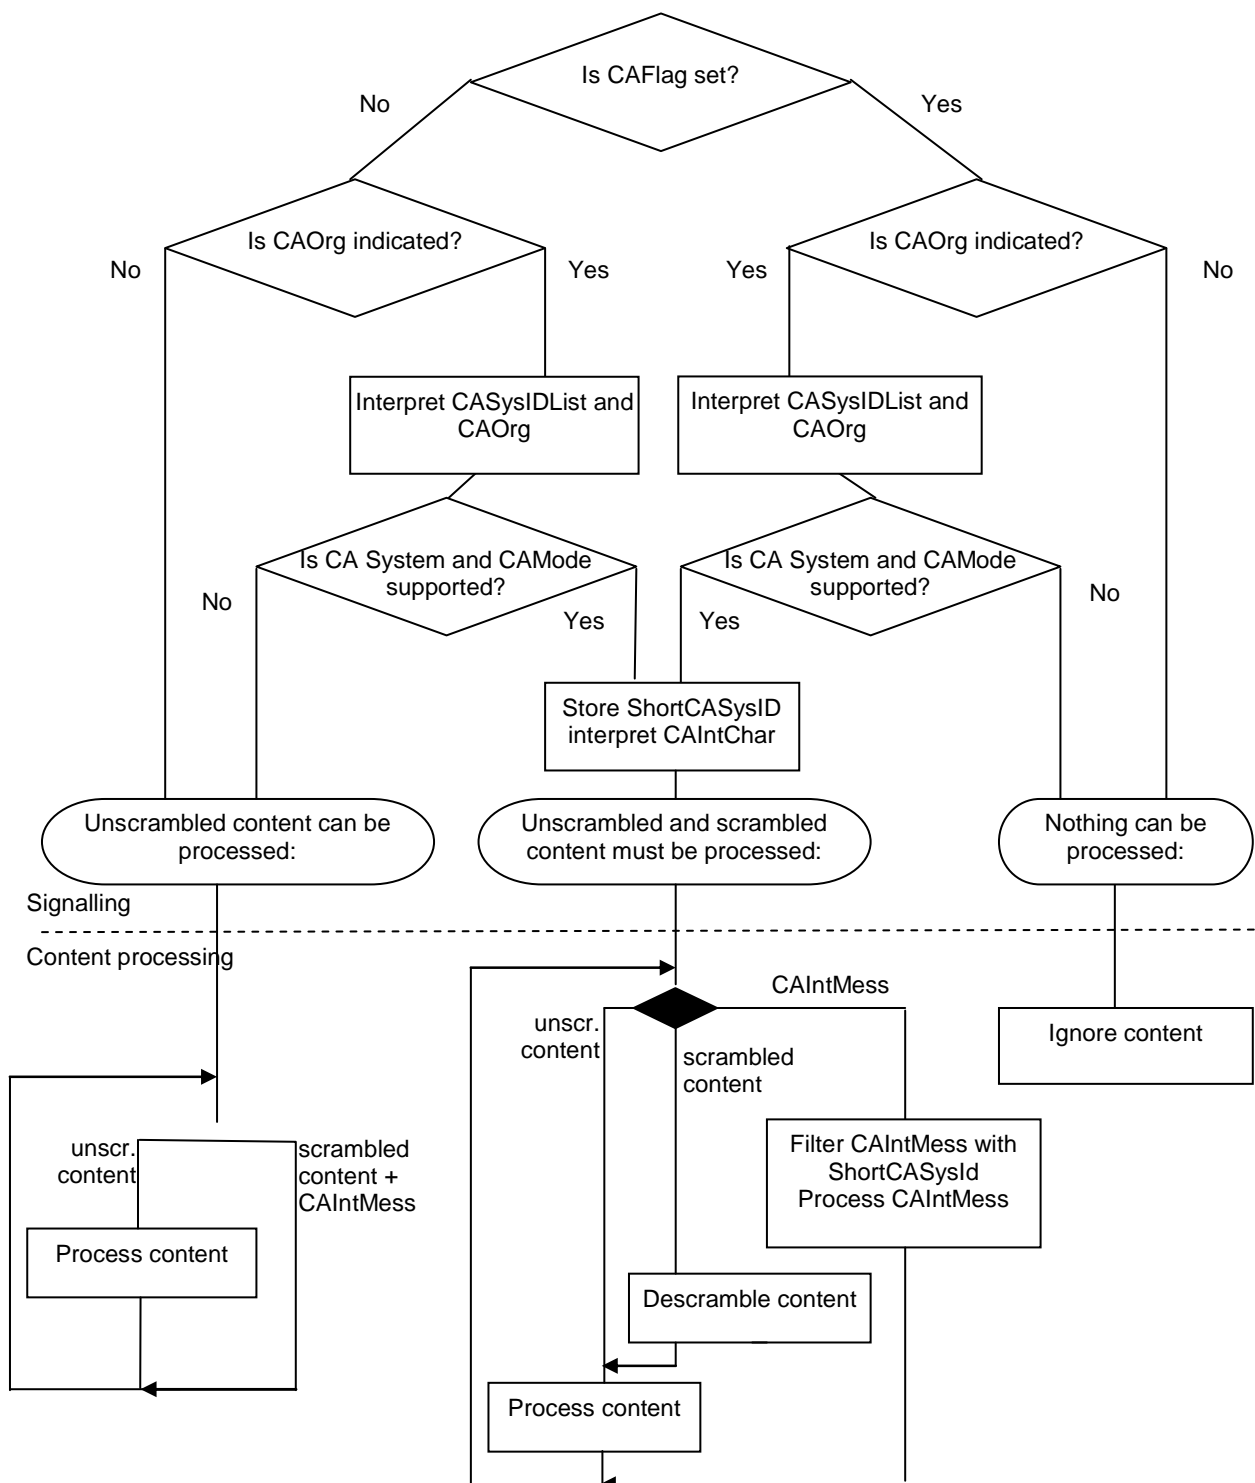 Is CAFlag set?
No
Yes
Is CAOrg indicated?
Is CAOrg indicated?
No
Yes
Yes
No
Interpret CASysIDList and
CAOrg
Interpret CASysIDList and
CAOrg
Is CA System and CAMode
supported?
Is CA System and CAMode
supported?
No
Yes
Yes
No
Store ShortCASysID
interpret CAIntChar
Unscrambled content can be
processed:
Unscrambled and scrambled
content must be processed:
Nothing can be
processed:
Signalling
Content processing
CAIntMess
unscr.
content
scrambled
content
Ignore content
unscr.
content
scrambled
content +
CAIntMess
Filter CAIntMess with
ShortCASysId
Process CAIntMess
Process content
Descramble content
Process content